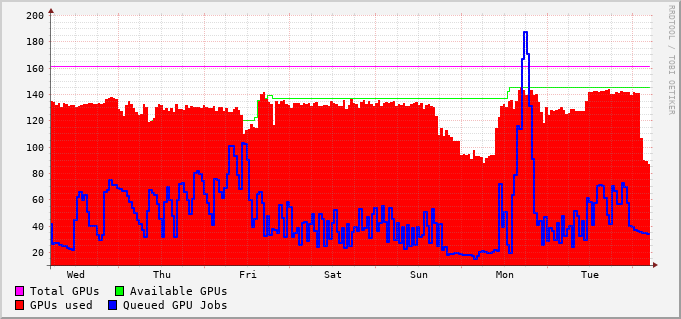 200
180
160
140
120
100
80
60
40
20
Wed Thu Fri Sat Sun Mon Tue
RRDTOOL / TOBI OETIKER
Total GPUs Available GPUs
GPUs used Queued GPU Jobs